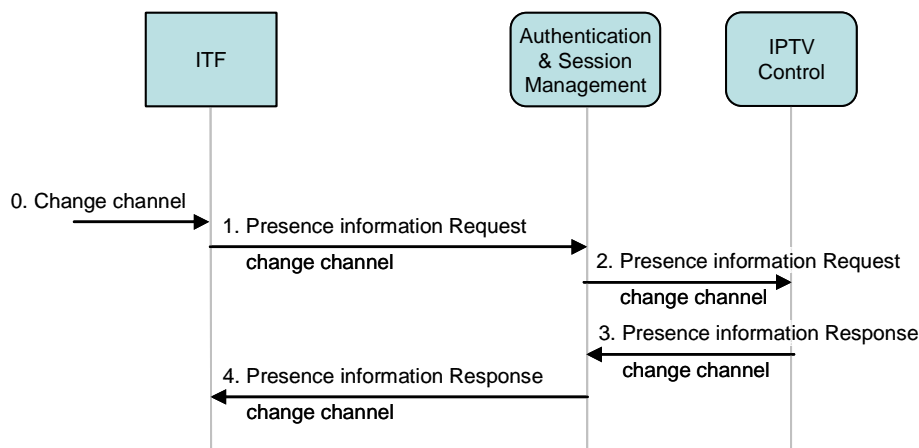 ITF
Authentication
& Session
Management
IPTV
Control
0. Change channel
1. Presence information Request
change channel
2. Presence information Request
change channel
3. Presence information Response
change channel
4. Presence information Response
change channel